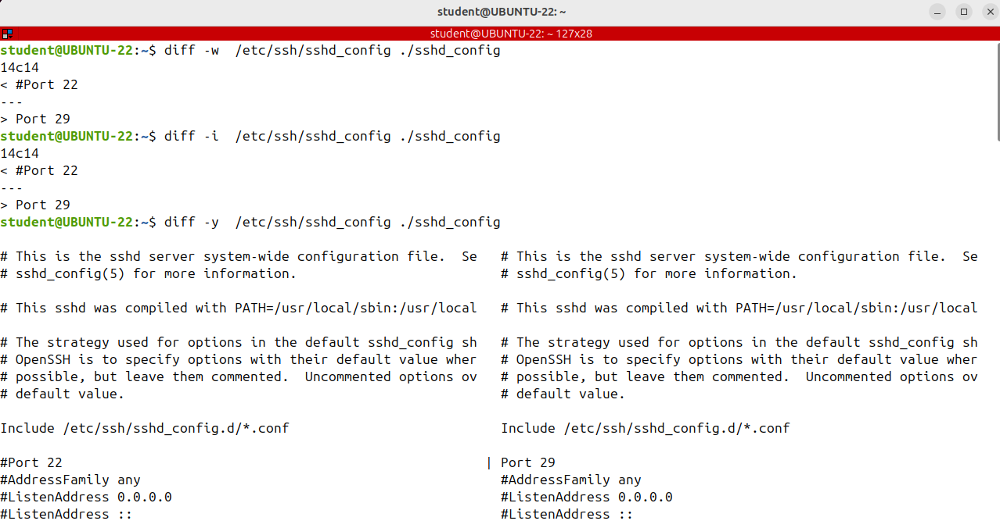 student@UBUNTU-22: ~
student@UBUNTU-22: ~ 127x28
student@UBUNTU-22:~$ diff -w  /etc/ssh/sshd_config ./sshd_config
14c14
< #Port 22
---
> Port 29
student@UBUNTU-22:~$ diff -i  /etc/ssh/sshd_config ./sshd_config
14c14
< #Port 22
---
> Port 29
student@UBUNTU-22:~$ diff -y  /etc/ssh/sshd_config ./sshd_config
# This is the sshd server system-wide configuration file.  Se   # This is the sshd server system-wide configuration file.  Se
# sshd_config(5) for more information.                          # sshd_config(5) for more information.
# This sshd was compiled with PATH=/usr/local/sbin:/usr/local   # This sshd was compiled with PATH=/usr/local/sbin:/usr/local
# The strategy used for options in the default sshd_config sh   # The strategy used for options in the default sshd_config sh
# OpenSSH is to specify options with their default value wher   # OpenSSH is to specify options with their default value wher
# possible, but leave them commented.  Uncommented options ov   # possible, but leave them commented.  Uncommented options ov
# default value.                                                # default value.
Include /etc/ssh/sshd_config.d/*.conf                           Include /etc/ssh/sshd_config.d/*.conf
#Port 22                                                      | Port 29
#AddressFamily any                                              #AddressFamily any
#ListenAddress 0.0.0.0                                          #ListenAddress 0.0.0.0
#ListenAddress ::                                               #ListenAddress ::